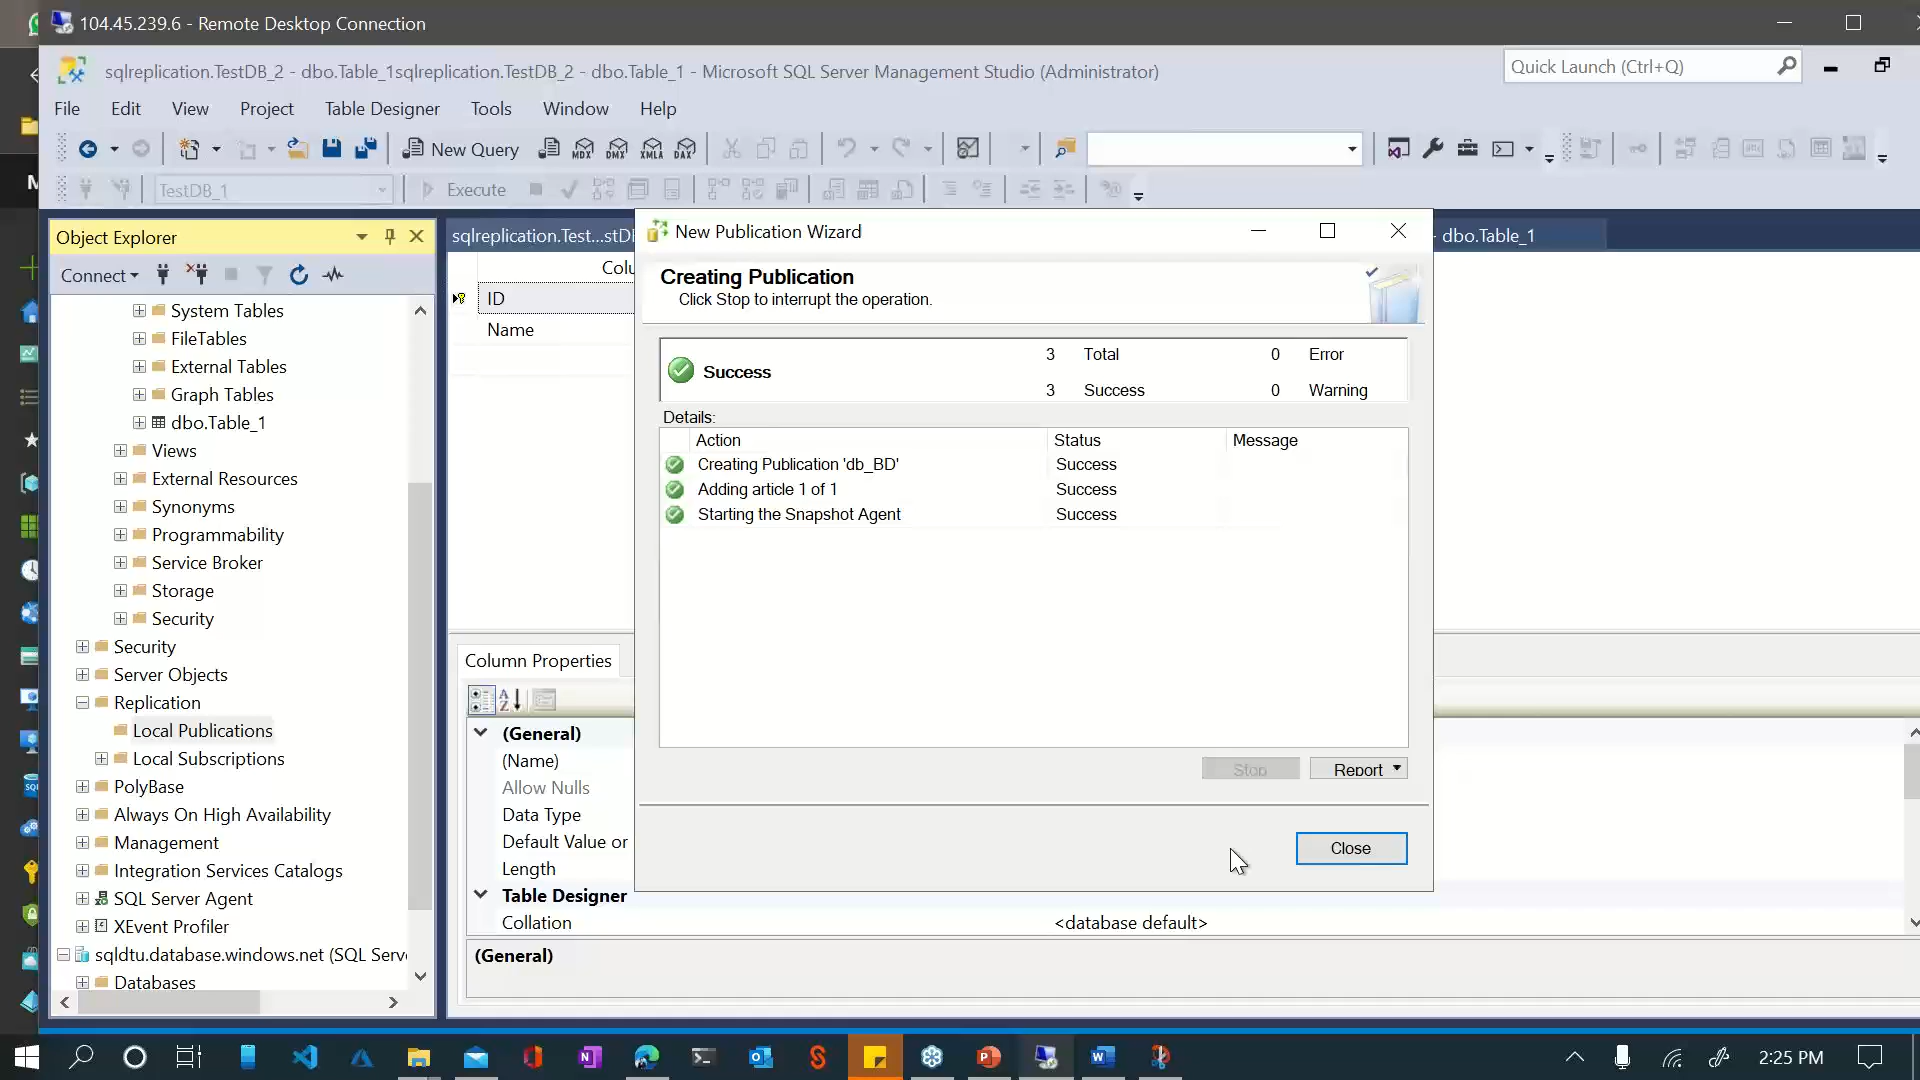 104.45.239.6 - Remote Desktop Connection
sqlreplication.TestDB_2 - dbo.Table_1sqlreplication.TestDB_2 - dbo.Table_1 - Microsoft SQL Server Management Studio (Administrator)
Quick Launch (Ctrl+Q)
File Edit View Project Table Designer Tools Window Help
New Query MDX DMX XMLA DAX
TestDB_1 Execute
Object Explorer
Connect
System Tables
FileTables
External Tables
Graph Tables
dbo.Table_1
Views
External Resources
Synonyms
Programmability
Service Broker
Storage
Security
Security
Server Objects
Replication
Local Publications
Local Subscriptions
PolyBase
Always On High Availability
Management
Integration Services Catalogs
SQL Server Agent
XEvent Profiler
sqldtu.database.windows.net (SQL Serv
Databases
sqlreplication.Test...stD
- dbo.Table_1
Colu
ID
Name
New Publication Wizard
Creating Publication
Click Stop to interrupt the operation.
Success
3 Total 0 Error
3 Success 0 Warning
Details:
Action Status Message
Creating Publication 'db_BD' Success
Adding article 1 of 1 Success
Starting the Snapshot Agent Success
Stop Report
Close
Column Properties
(General)
(Name)
Allow Nulls
Data Type
Default Value or
Length
Table Designer
Collation <database default>
(General)
2:25 PM